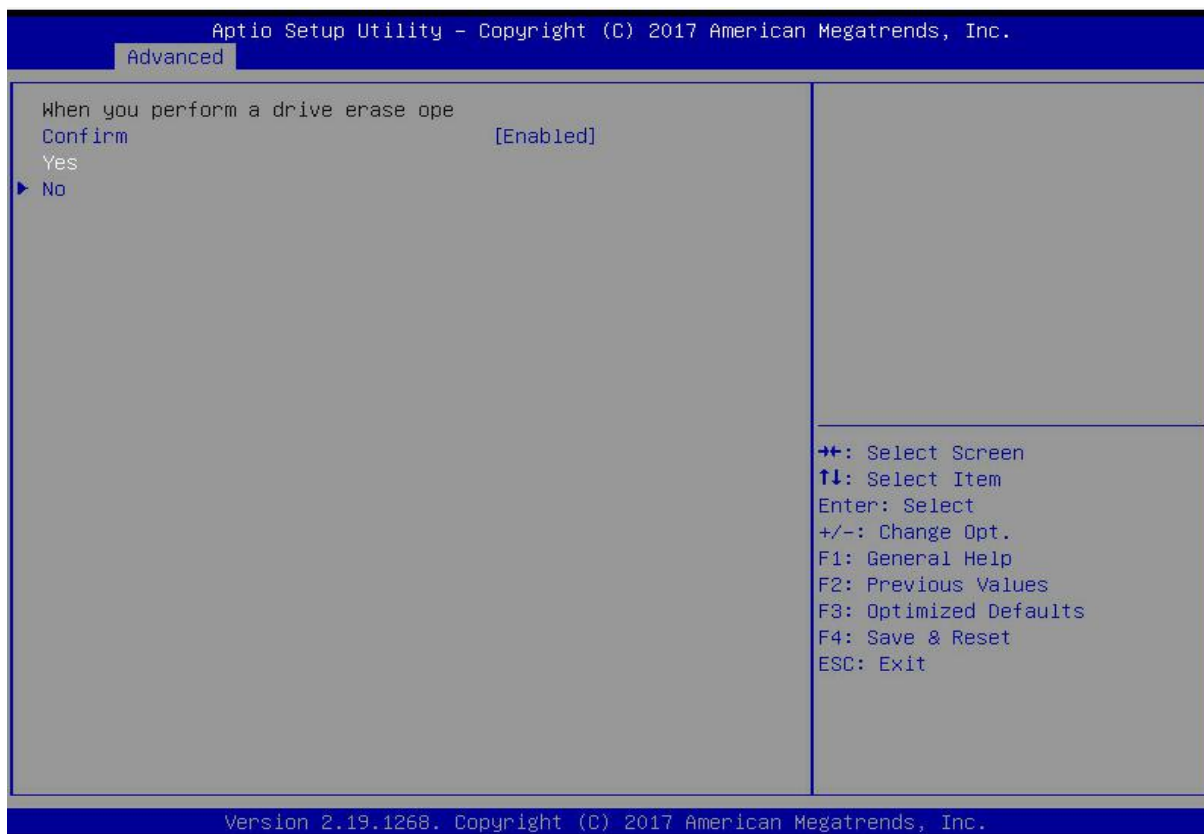 Aptio Setup Utility – Copyright (C) 2017 American Megatrends, Inc.
Advanced
When you perform a drive erase ope
Confirm [Enabled]
Yes
▶ No
→←: Select Screen
↑↓: Select Item
Enter: Select
+/-: Change Opt.
F1: General Help
F2: Previous Values
F3: Optimized Defaults
F4: Save & Reset
ESC: Exit
Version 2.19.1268. Copyright (C) 2017 American Megatrends, Inc.